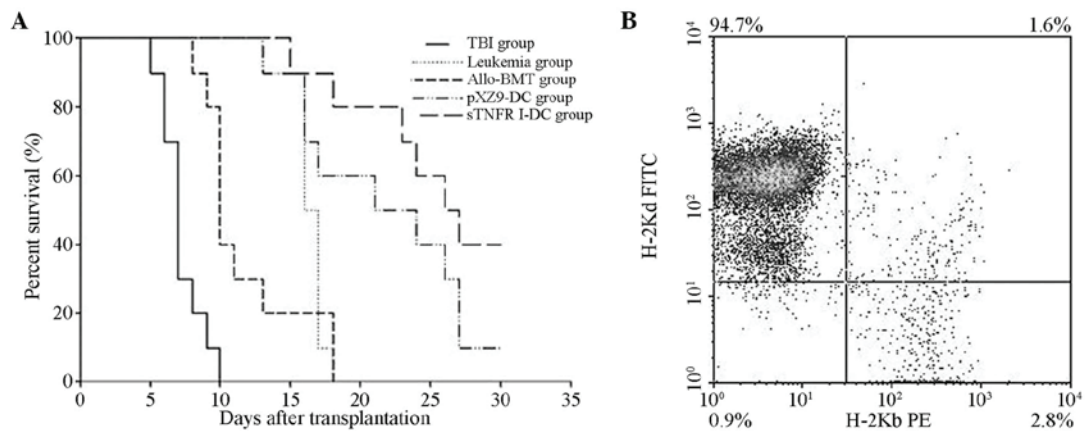 A
Percent survival (%)
100
80
60
40
20
0
0 5 10 15 20 25 30 35
Days after transplantation
TBI group
Leukemia group
Allo-BMT group
pXZ9-DC group
sTNFR I-DC group
B
94.7% 1.6%
H-2Kd FITC
10⁴
10³
10²
10¹
10⁰
10⁰ 10¹ 10² 10³ 10⁴
0.9% H-2Kb PE 2.8%